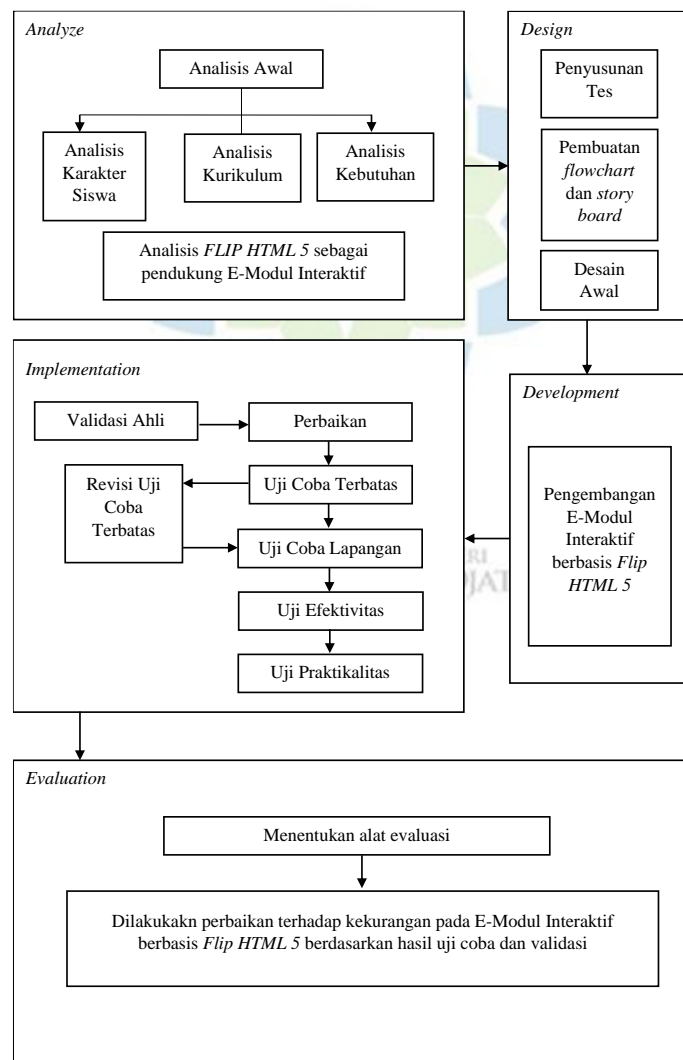 Analyze
Analisis Awal
Analisis
Karakter
Siswa
Analisis
Kurikulum
Analisis
Kebutuhan
Analisis FLIP HTML 5 sebagai
pendukung E-Modul Interaktif
Design
Penyusunan
Tes
Pembuatan
flowchart
dan story
board
Desain
Awal
Implementation
Validasi Ahli
Perbaikan
Revisi Uji
Coba
Terbatas
Uji Coba Terbatas
Uji Coba Lapangan
Uji Efektivitas
Uji Praktikalitas
Development
Pengembangan
E-Modul
Interaktif
berbasis Flip
HTML 5
Evaluation
Menentukan alat evaluasi
Dilakukakn perbaikan terhadap kekurangan pada E-Modul Interaktif
berbasis Flip HTML 5 berdasarkan hasil uji coba dan validasi